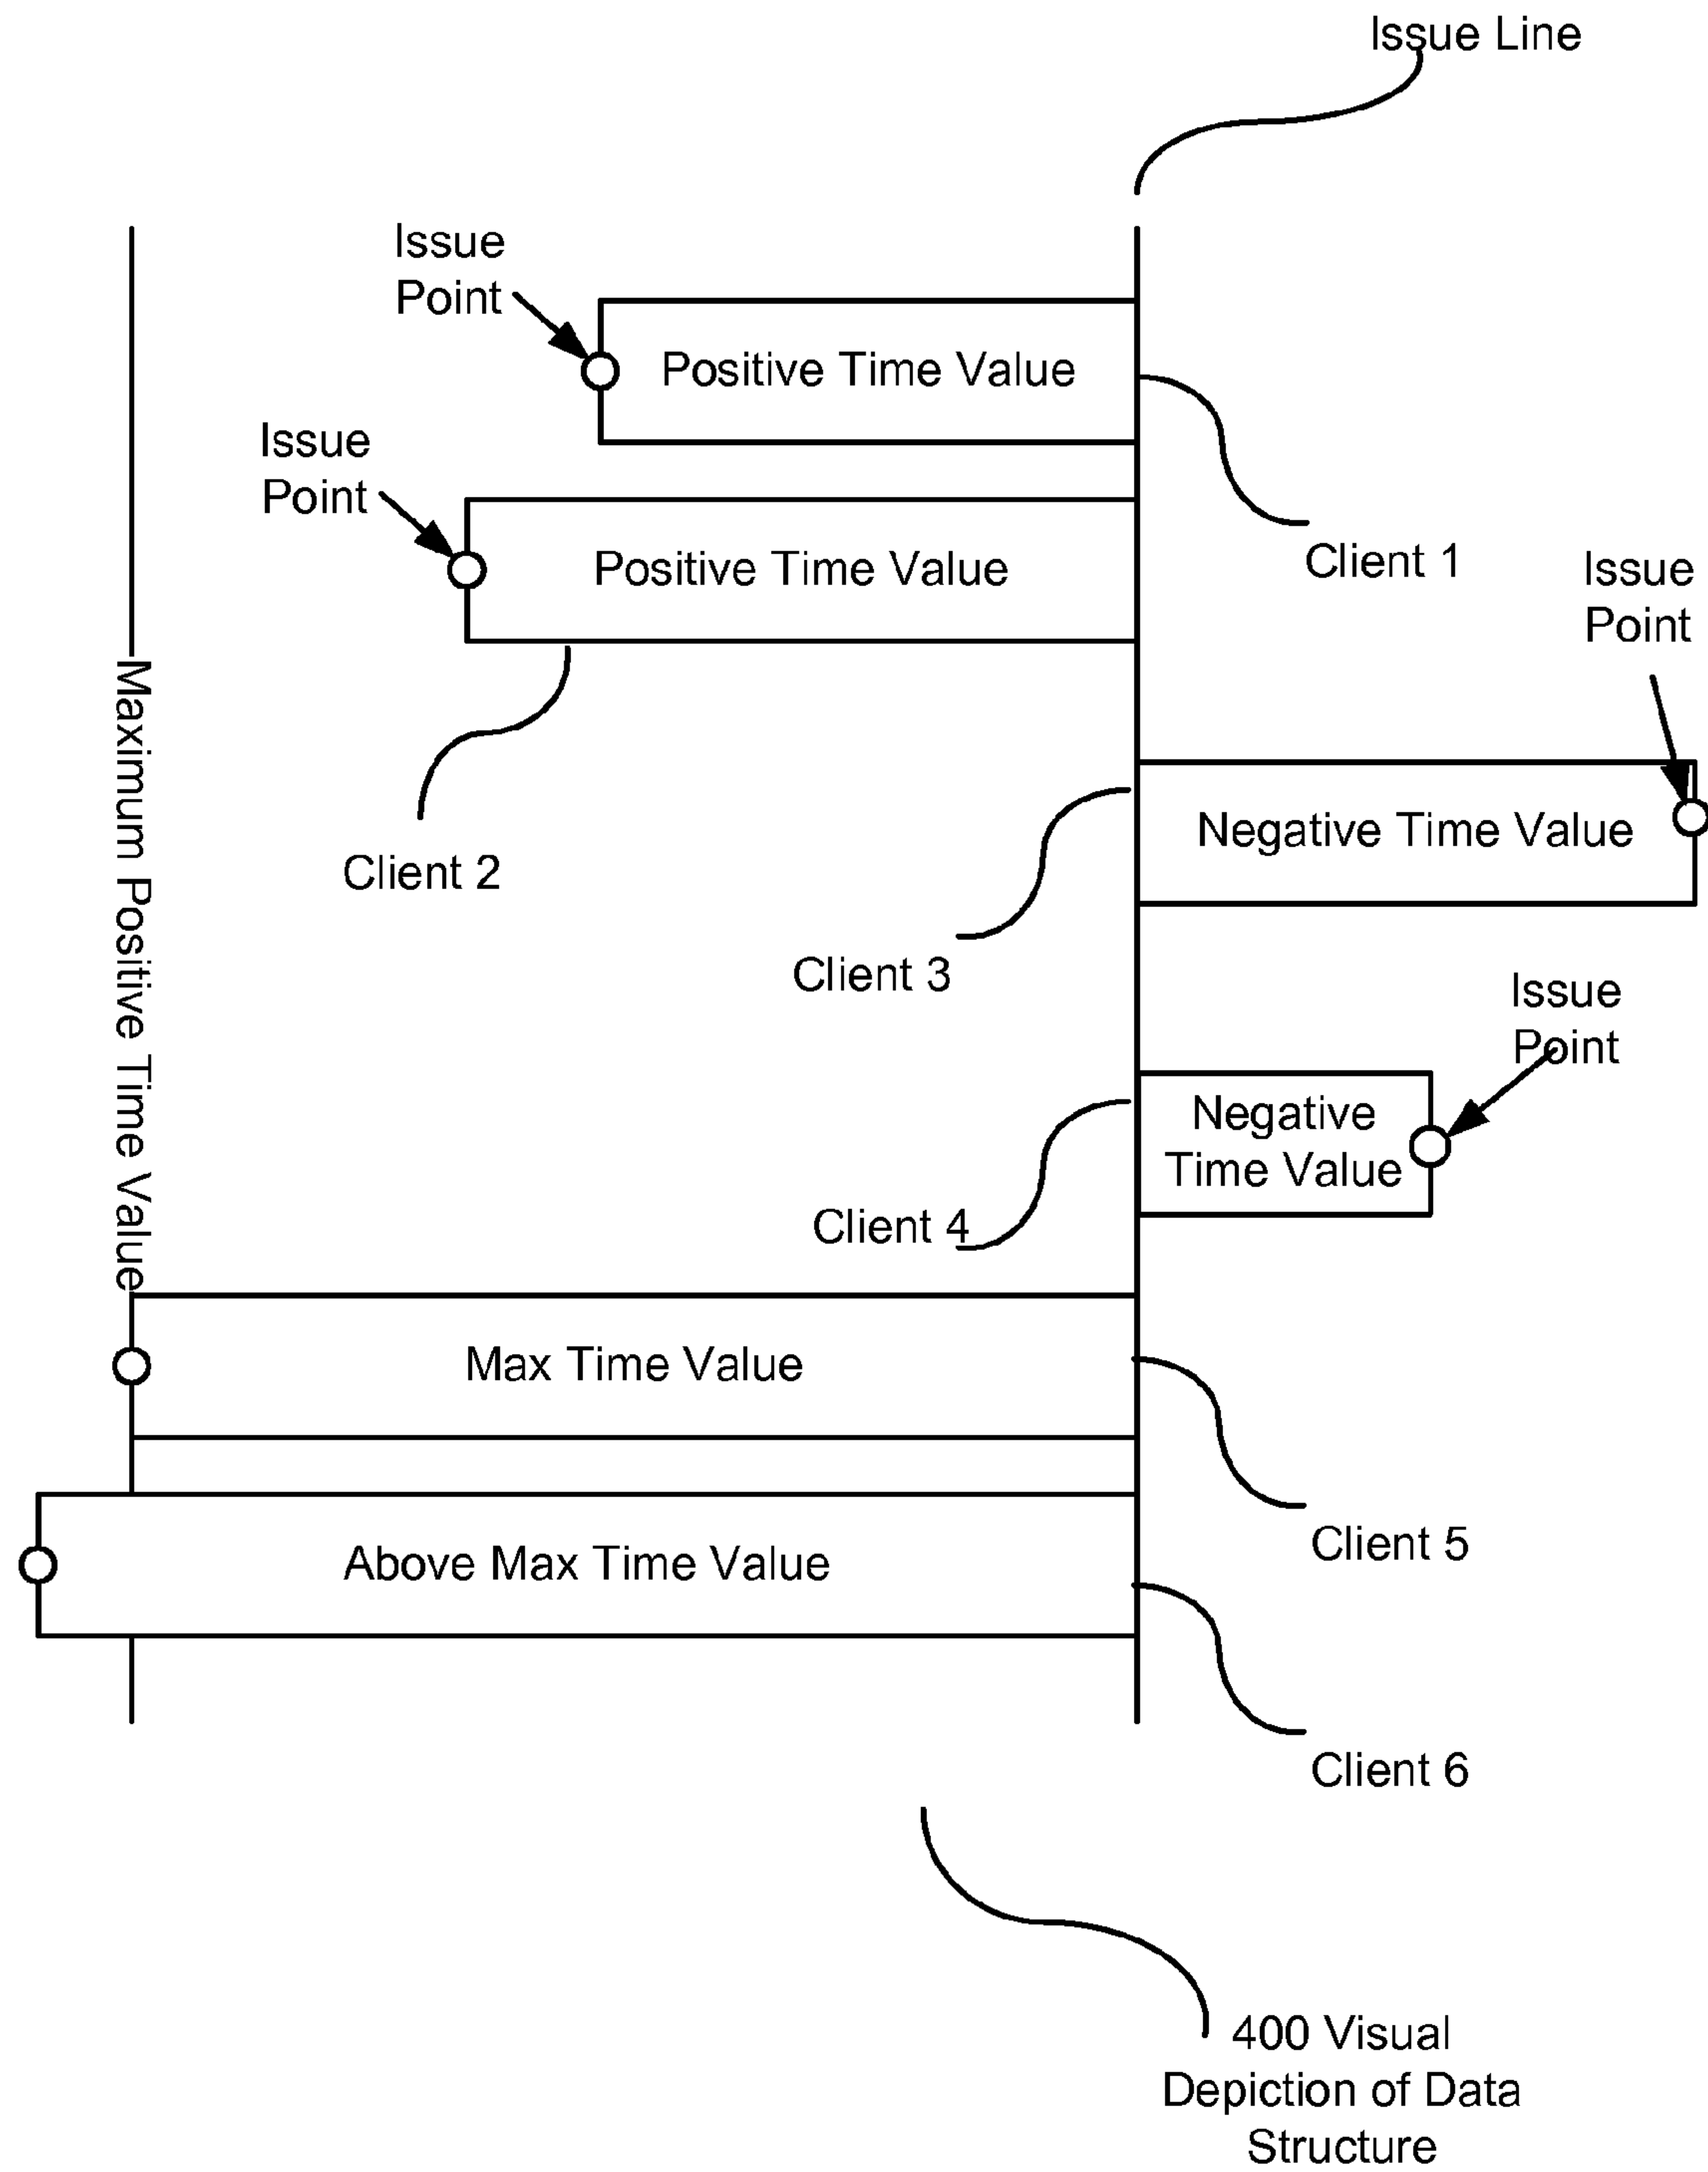 Issue Line
Issue
Point
Positive Time Value
Issue
Point
Positive Time Value
Client 1
Issue
Point
Maximum Positive Time Value
Negative Time Value
Client 2
Client 3
Issue
Point
Negative
Time Value
Client 4
Max Time Value
Client 5
Above Max Time Value
Client 6
400 Visual
Depiction of Data
Structure